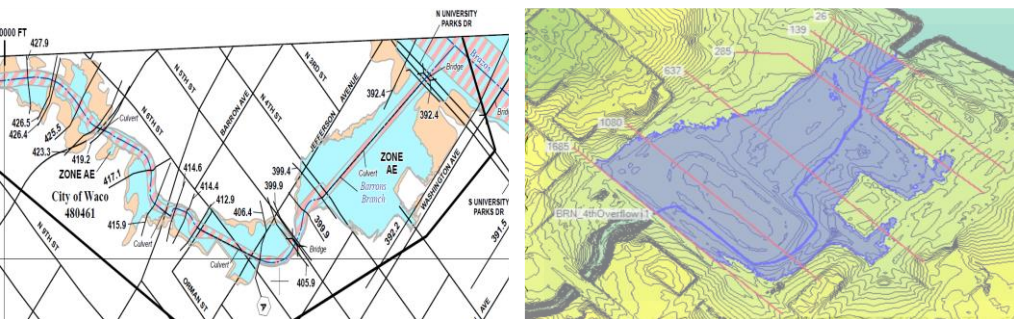 0000 FT
427.9
N UNIVERSITY
PARKS DR
N 5TH ST
N 3RD ST
Bridge
392.4
392.4
N 6TH ST
BARRON AVE
N 4TH ST
JEFFERSON AVENUE
426.5
426.4
425.5
Culvert
423.3
419.2
ZONE AE
417.1
414.6
City of Waco
480461
414.4
412.9
399.4
399.9
Culvert
ZONE
AE
Barrons
Branch
WASHINGTON AVE
406.4
415.9
Culvert
399.9
392.2
S UNIVERSITY
PARKS DR
391.5
N 9TH ST
Culvert
Bridge
ORMAN ST
405.9
A
AVE
26
139
285
637
1080
1685